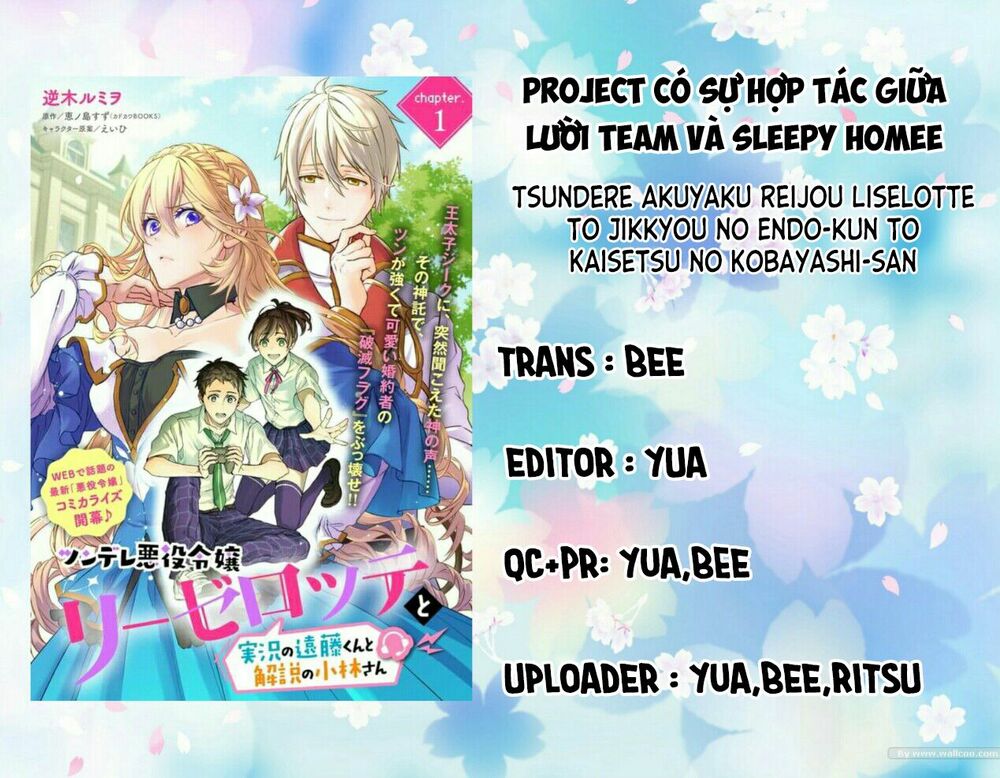 逆木ルミヲ
原作/恵ノ島すず(カドカワBOOKS)
キャラクター原案/えいひ
chapter.
1
王太子ジークに、突然聞こえた神の声……
その神託で
ツンが強くて可愛い婚約者の
『破滅フラグ』をぶっ壊せ!!
WEBで話題の
最新「悪役令嬢」
コミカライズ
開幕♪
ツンデレ悪役令嬢
リーゼロッテと
実況の遠藤くんと
解説の小林さん
PROJECT CÓ SỰ HỢP TÁC GIỮA
LƯỜI TEAM VÀ SLEEPY HOMEE
TSUNDERE AKUYAKU REIJOU LISELOTTE
TO JIKKYOU NO ENDO-KUN TO
KAISETSU NO KOBAYASHI-SAN
TRANS : BEE
EDITOR : YUA
QC+PR: YUA,BEE
UPLOADER : YUA,BEE,RITSU
By www.wallcoo.com